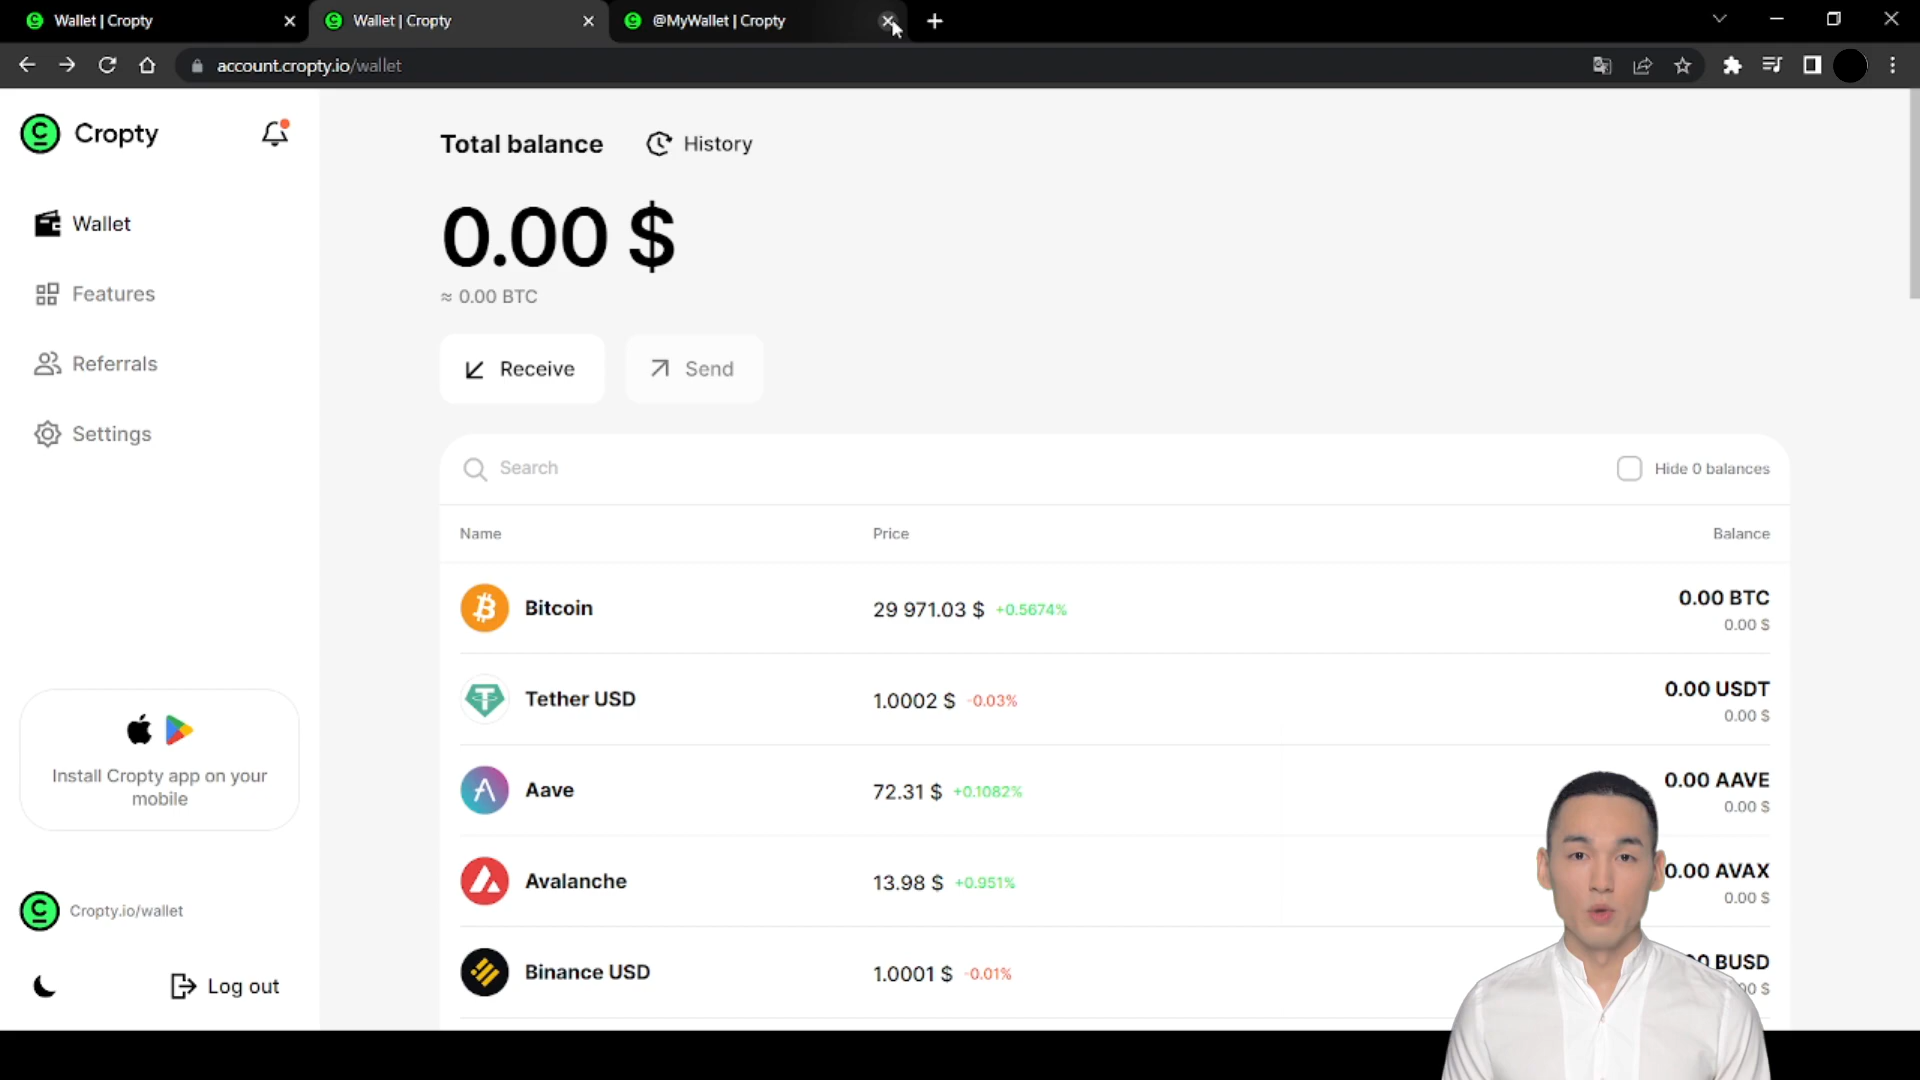 Wallet | Cropty
Wallet | Cropty
@MyWallet | Cropty
account.cropty.io/wallet
Cropty
Wallet
Features
Referrals
Settings
Install Cropty app on your
mobile
Cropty.io/wallet
Log out
Total balance
History
0.00 $
≈ 0.00 BTC
Receive
Send
Search
Hide 0 balances
Name Price Balance
Bitcoin 29 971.03 $ +0.5674% 0.00 BTC
0.00 $
Tether USD 1.0002 $ -0.03% 0.00 USDT
0.00 $
Aave 72.31 $ +0.1082% 0.00 AAVE
0.00 $
Avalanche 13.98 $ +0.951% 0.00 AVAX
0.00 $
Binance USD 1.0001 $ -0.01% BUSD
$